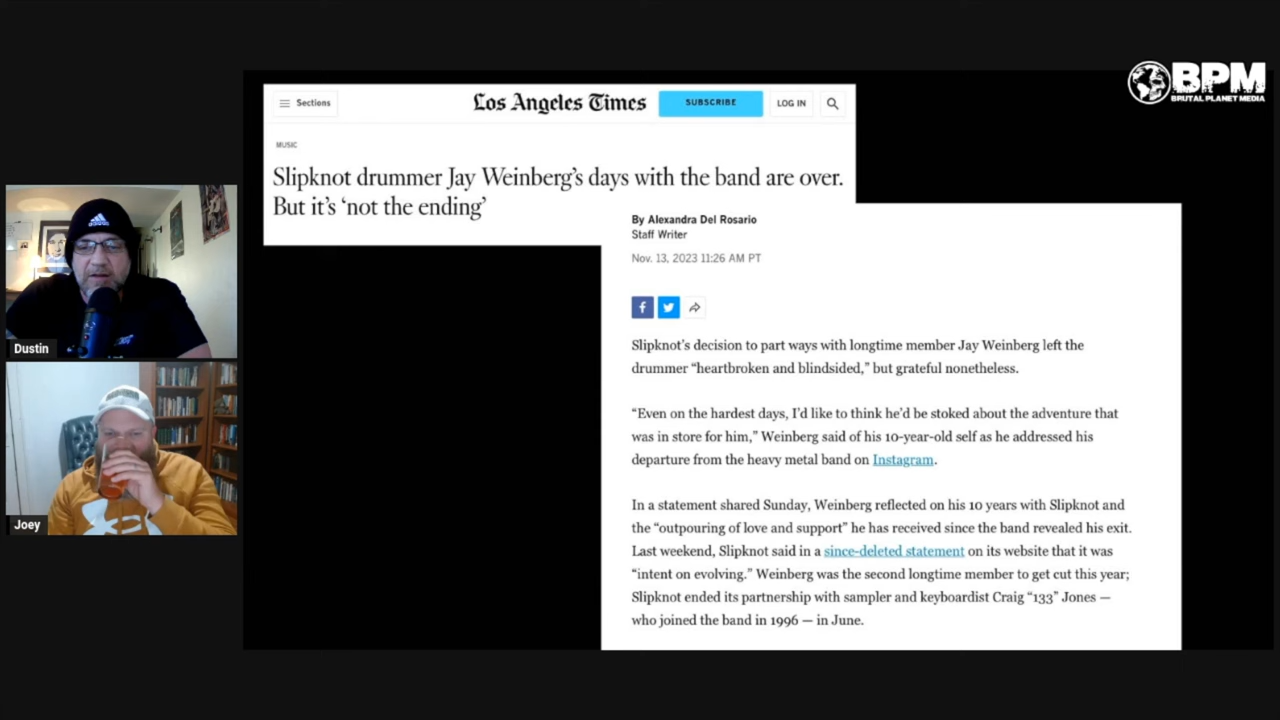 BPM
BRUTAL PLANET MEDIA
Sections
Los Angeles Times
SUBSCRIBE
LOG IN
MUSIC
Slipknot drummer Jay Weinberg’s days with the band are over.
But it’s ‘not the ending’
By Alexandra Del Rosario
Staff Writer
Nov. 13, 2023 11:26 AM PT
Slipknot’s decision to part ways with longtime member Jay Weinberg left the
drummer “heartbroken and blindsided,” but grateful nonetheless.
“Even on the hardest days, I’d like to think he’d be stoked about the adventure that
was in store for him,” Weinberg said of his 10-year-old self as he addressed his
departure from the heavy metal band on Instagram.
In a statement shared Sunday, Weinberg reflected on his 10 years with Slipknot and
the “outpouring of love and support” he has received since the band revealed his exit.
Last weekend, Slipknot said in a since-deleted statement on its website that it was
“intent on evolving.” Weinberg was the second longtime member to get cut this year;
Slipknot ended its partnership with sampler and keyboardist Craig “133” Jones —
who joined the band in 1996 — in June.
adidas
Dustin
Joey